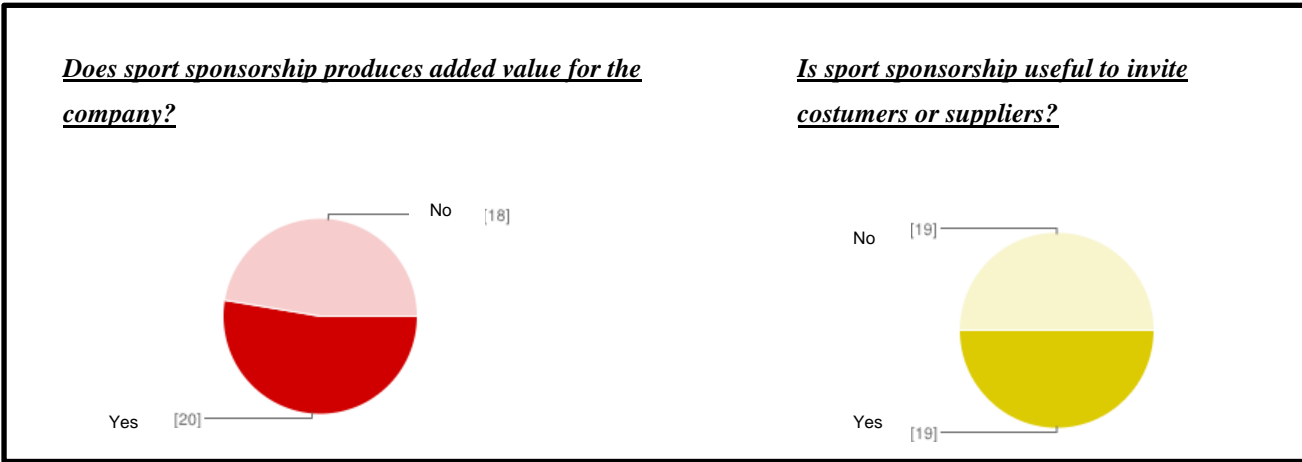 Does sport sponsorship produces added value for the
company?
No [18]
Yes [20]
Is sport sponsorship useful to invite
costumers or suppliers?
No [19]
Yes [19]